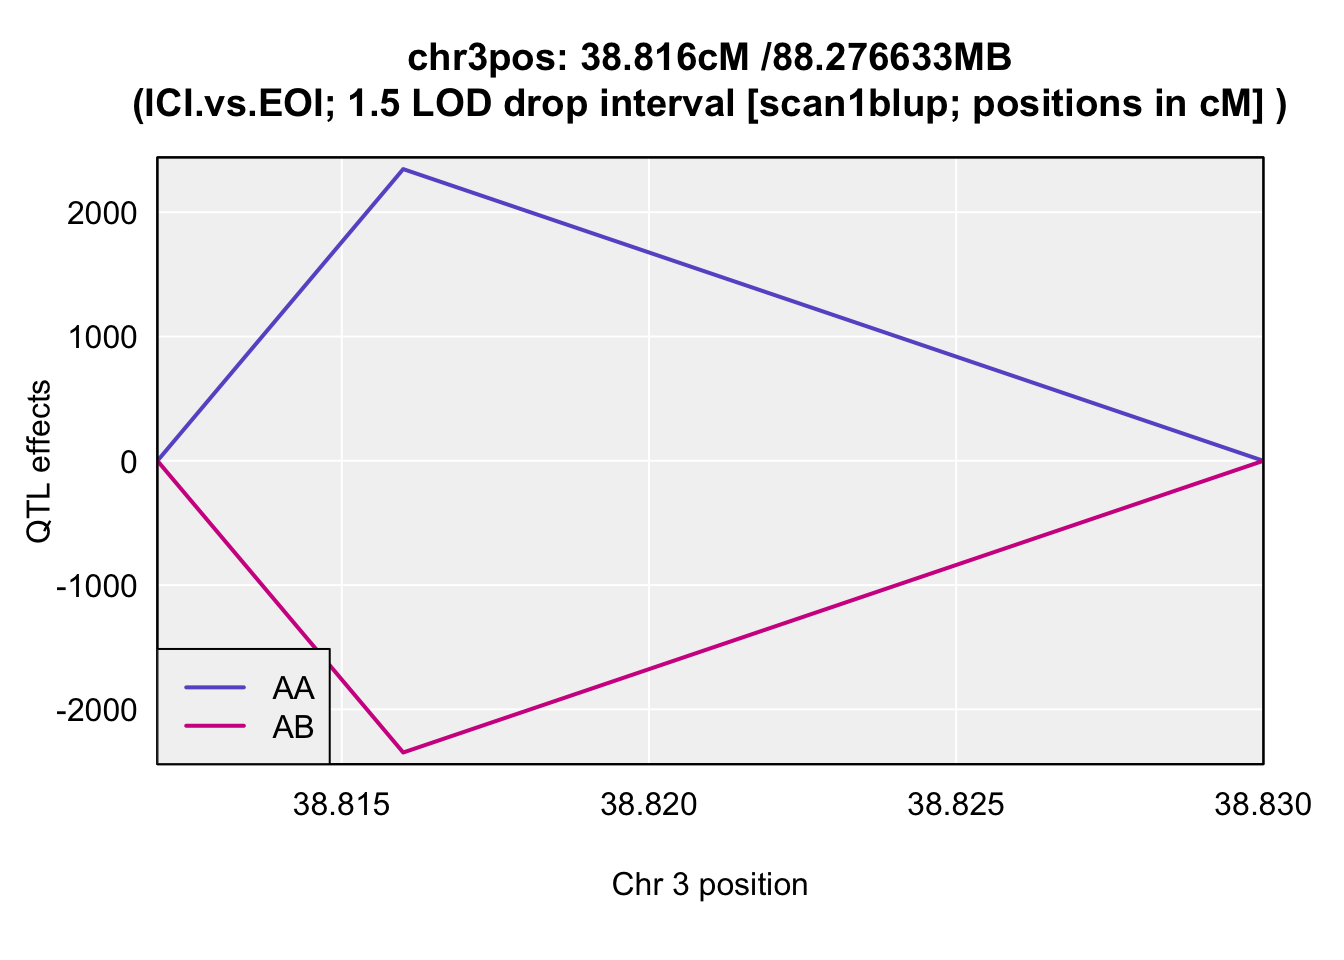 chr3pos: 38.816cM /88.276633MB
(ICI.vs.EOI; 1.5 LOD drop interval [scan1blup; positions in cM] )
QTL effects
2000
1000
0
-1000
-2000
AA
AB
38.815 38.820 38.825 38.830
Chr 3 position